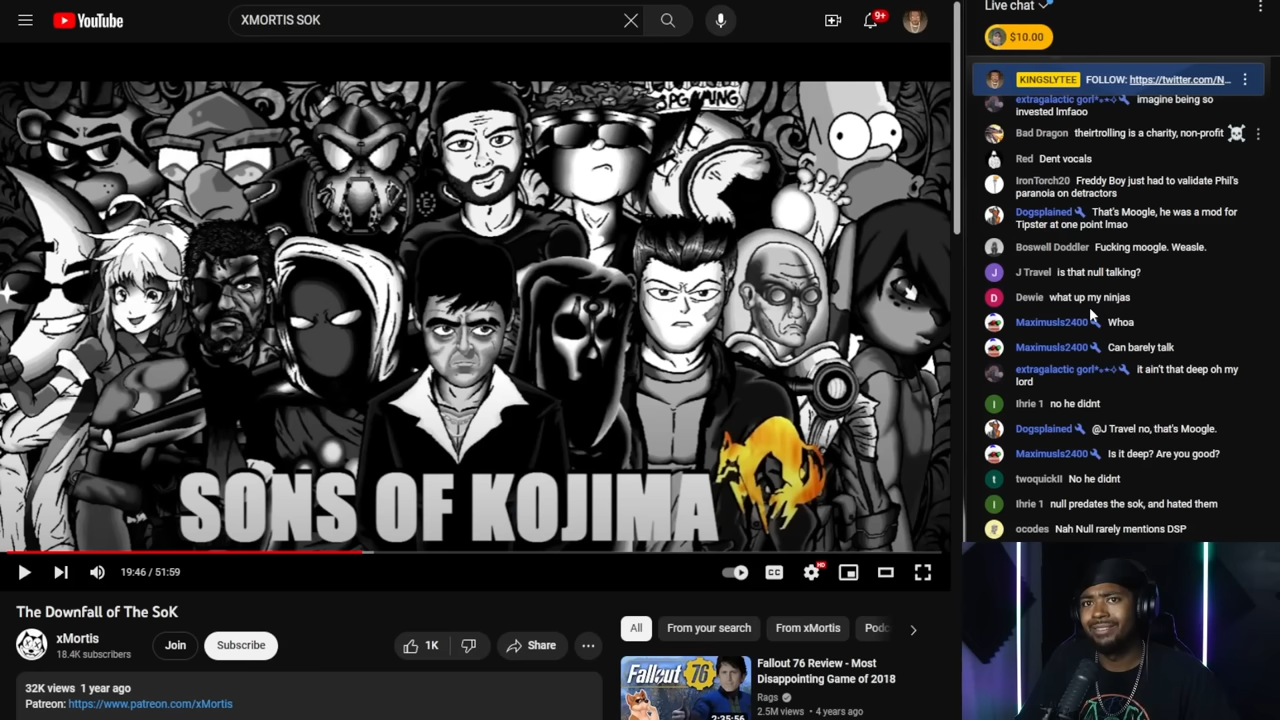 YouTube
XMORTIS SOK
9+
SONS OF KOJIMA
19:46 / 51:59
CC
HD
The Downfall of The SoK
xMortis
18.4K subscribers
Join
Subscribe
1K
Share
32K views 1 year ago
Patreon: https://www.patreon.com/xMortis
All
From your search
From xMortis
Podc
Fallout 76
2:35:56
Fallout 76 Review - Most
Disappointing Game of 2018
Rags
2.5M views • 4 years ago
Live chat
$10.00
KINGSLYTEE FOLLOW: https://twitter.com/N...
extragalactic gorl imagine being so
invested lmfaoo
Bad Dragon theirtrolling is a charity, non-profit
Red Dent vocals
IronTorch20 Freddy Boy just had to validate Phil's
paranoia on detractors
Dogsplained That's Moogle, he was a mod for
Tipster at one point lmao
Boswell Doddler Fucking moogle. Weasle.
J Travel is that null talking?
Dewie what up my ninjas
Maximusls2400 Whoa
Maximusls2400 Can barely talk
extragalactic gorl it ain't that deep oh my
lord
Ihrie 1 no he didnt
Dogsplained @J Travel no, that's Moogle.
Maximusls2400 Is it deep? Are you good?
twoquickII No he didnt
Ihrie 1 null predates the sok, and hated them
ocodes Nah Null rarely mentions DSP